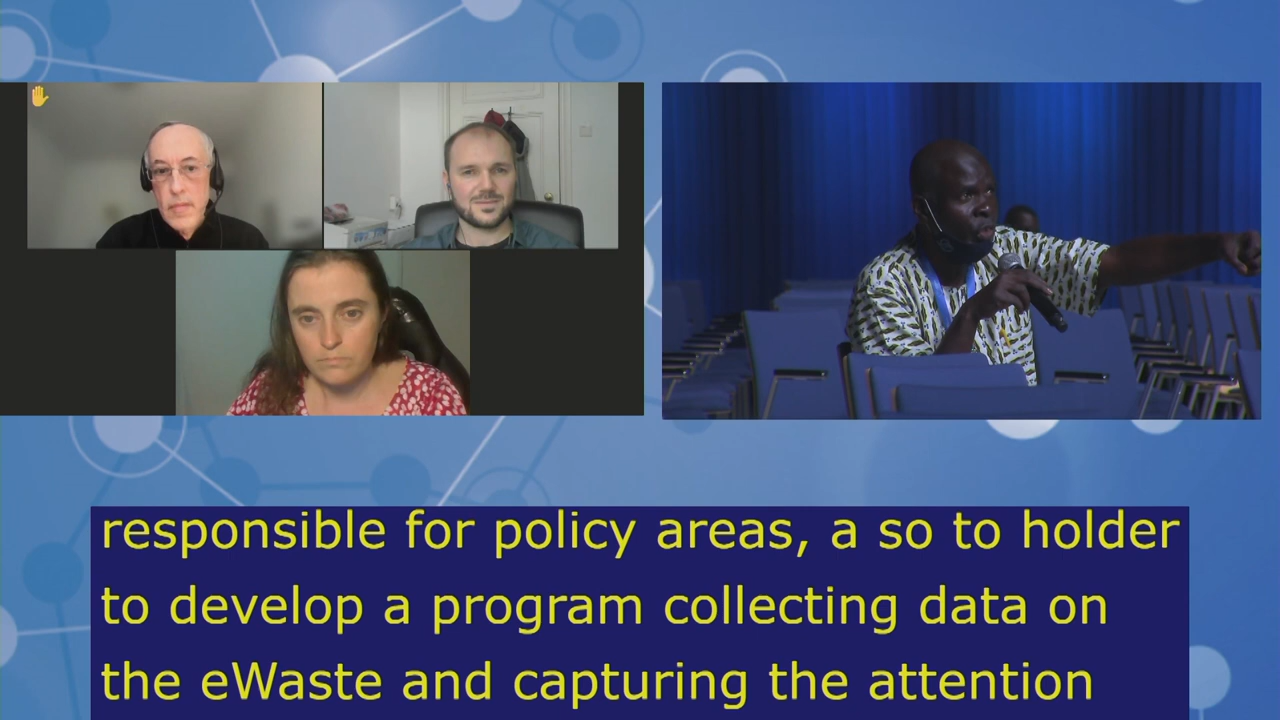 responsible for policy areas, a so to holder
to develop a program collecting data on
the eWaste and capturing the attention